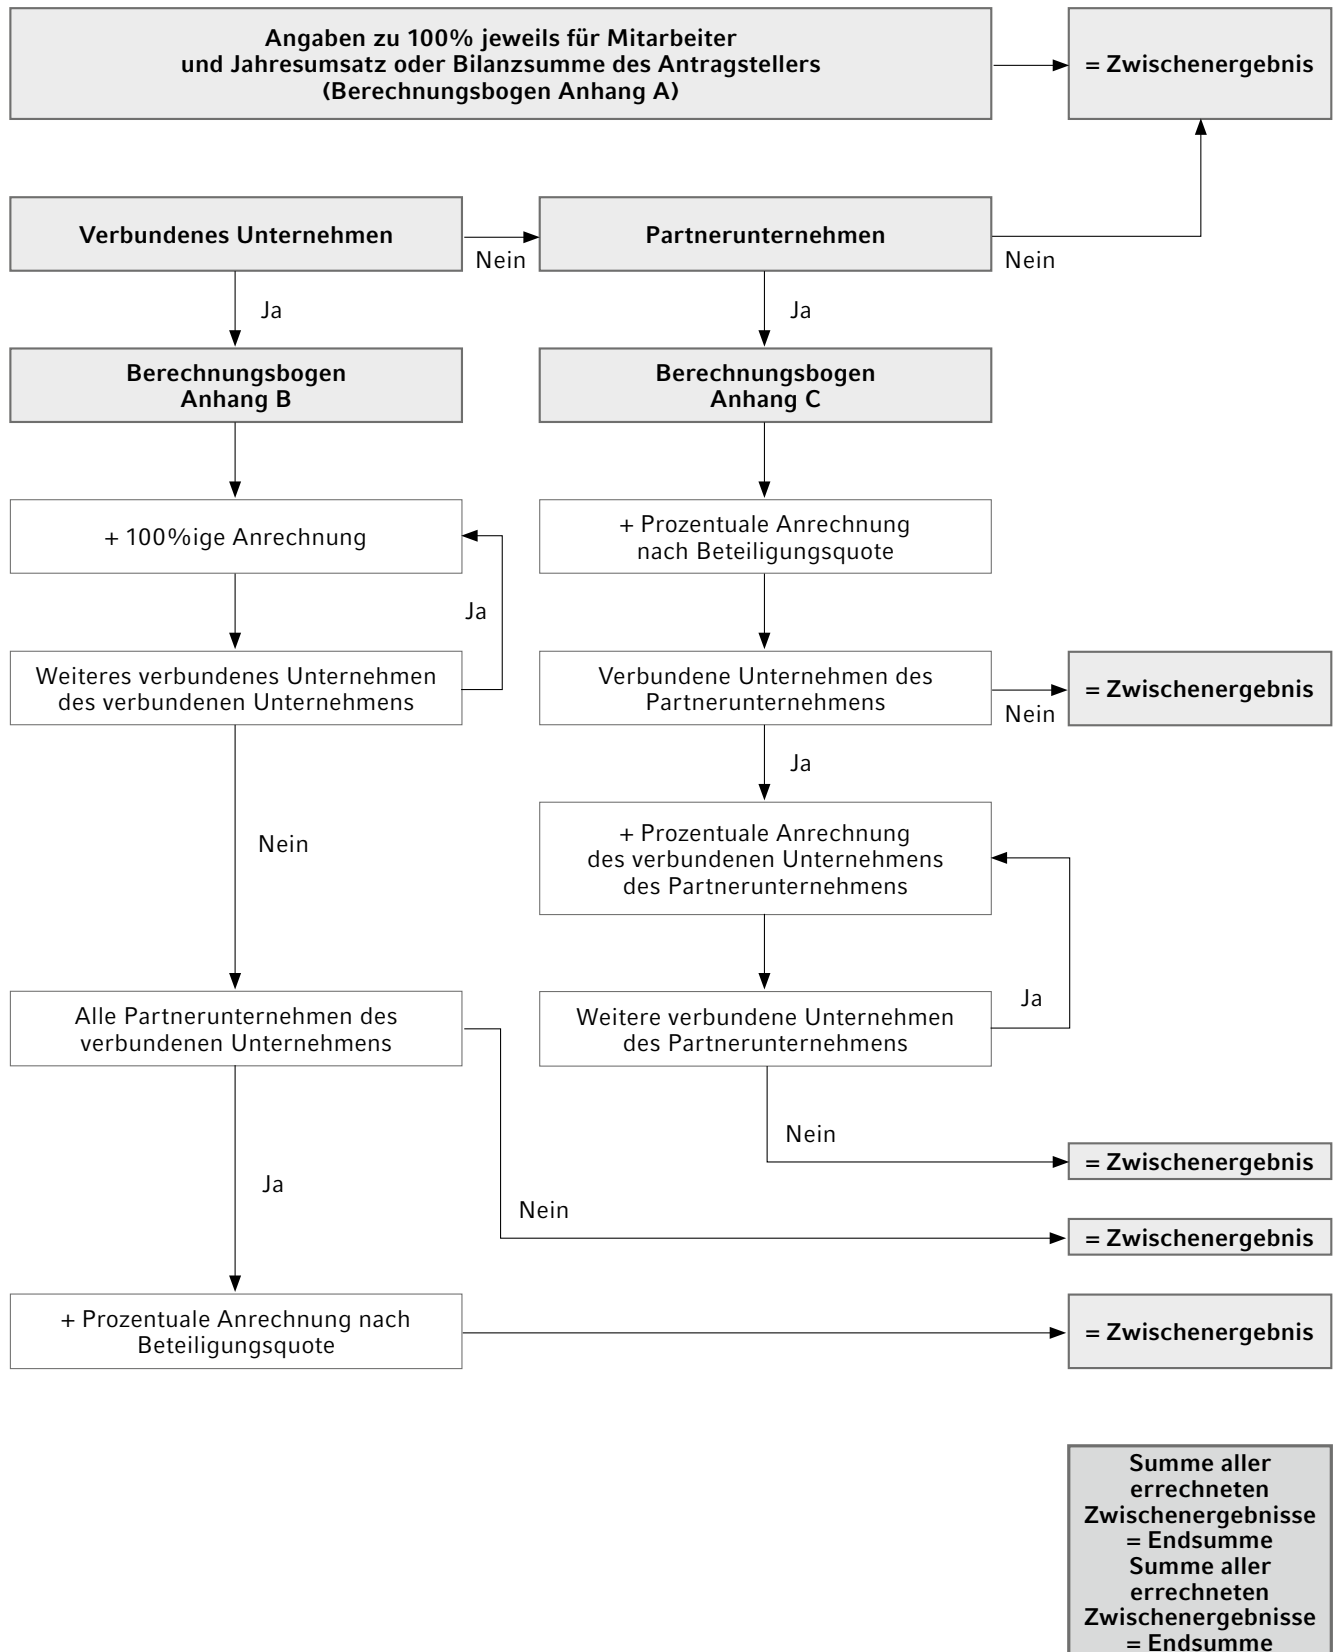 Angaben zu 100% jeweils für Mitarbeiter
und Jahresumsatz oder Bilanzsumme des Antragstellers
(Berechnungsbogen Anhang A)
= Zwischenergebnis
Verbundenes Unternehmen
Nein
Partnerunternehmen
Nein
Ja
Ja
Berechnungsbogen
Anhang B
Berechnungsbogen
Anhang C
+ 100%ige Anrechnung
+ Prozentuale Anrechnung
nach Beteiligungsquote
Ja
Weiteres verbundenes Unternehmen
des verbundenen Unternehmens
Verbundene Unternehmen des
Partnerunternehmens
Nein
= Zwischenergebnis
Ja
Nein
+ Prozentuale Anrechnung
des verbundenen Unternehmens
des Partnerunternehmens
Alle Partnerunternehmen des
verbundenen Unternehmens
Weitere verbundene Unternehmen
des Partnerunternehmens
Ja
Nein
= Zwischenergebnis
Ja
Nein
= Zwischenergebnis
+ Prozentuale Anrechnung nach
Beteiligungsquote
= Zwischenergebnis
Summe aller
errechneten
Zwischenergebnisse
= Endsumme
Summe aller
errechneten
Zwischenergebnisse
= Endsumme